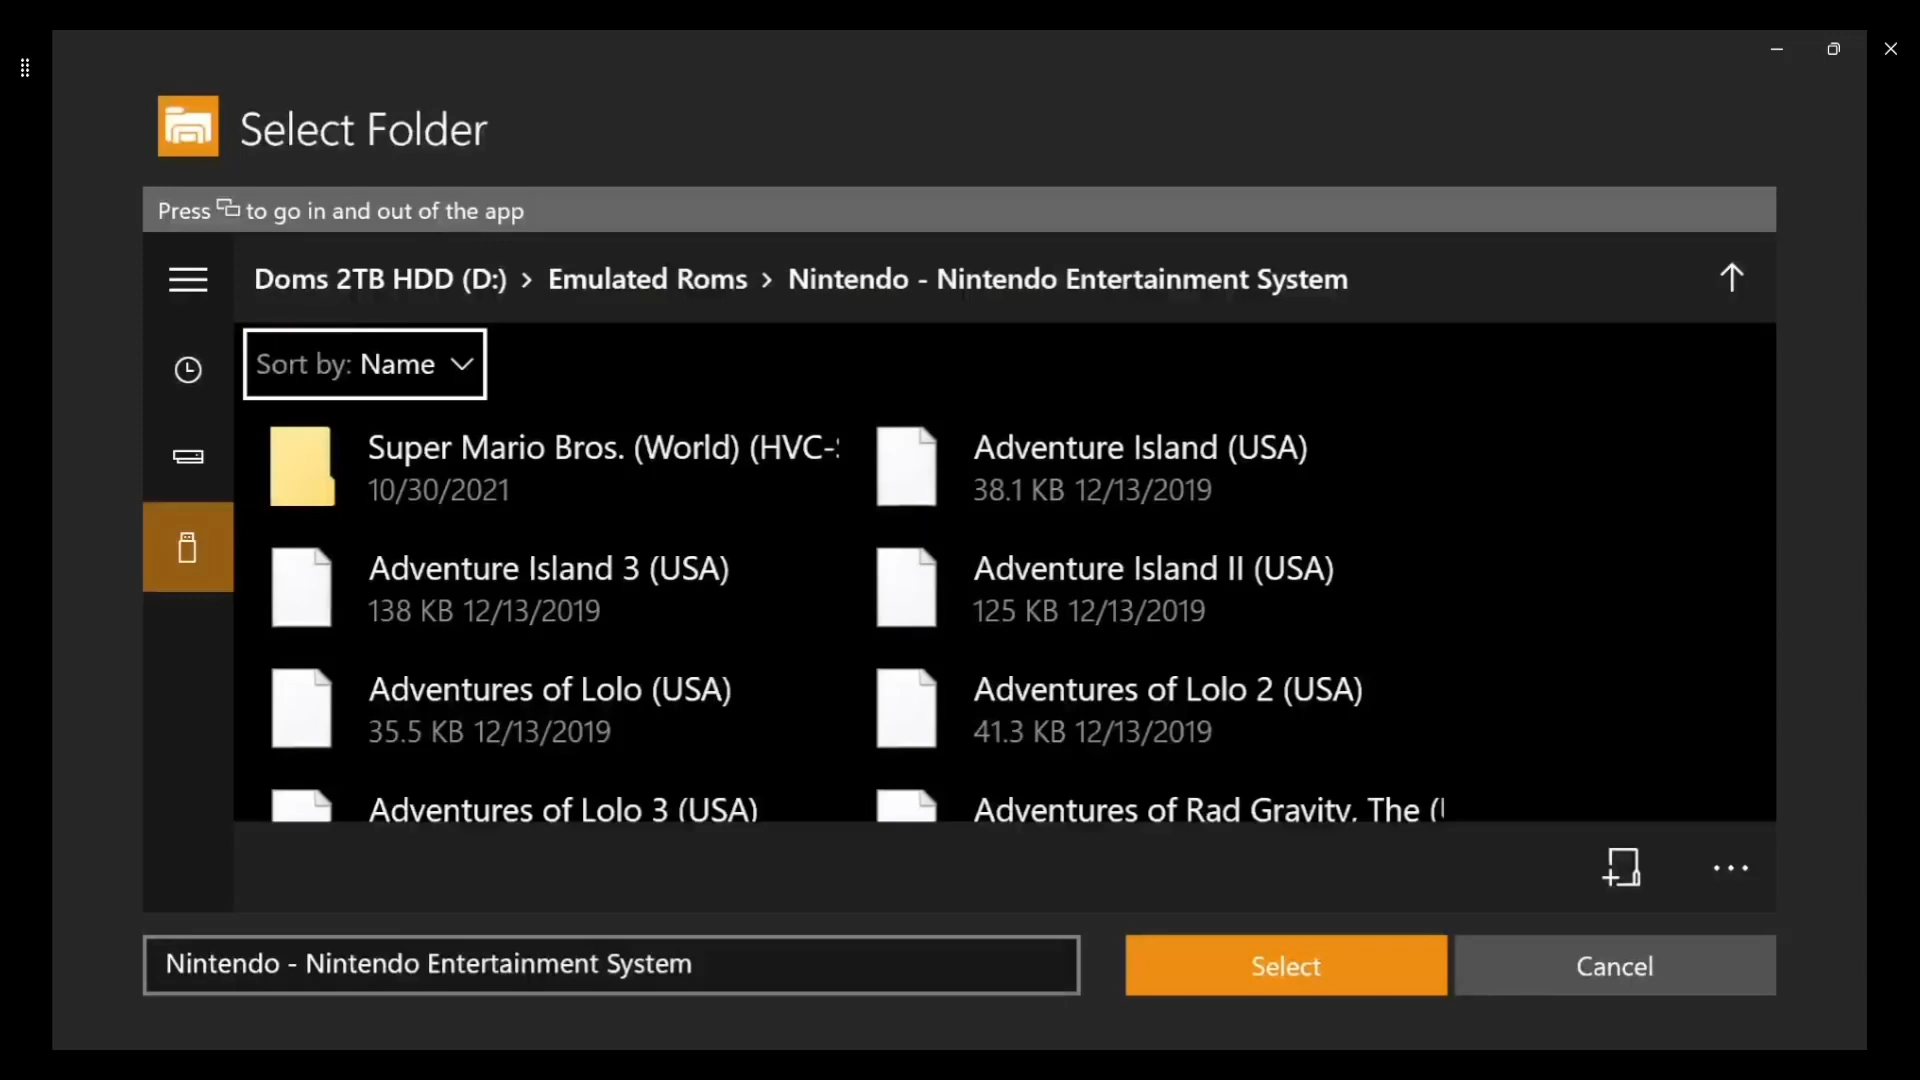 Select Folder
Press to go in and out of the app
Doms 2TB HDD (D:) > Emulated Roms > Nintendo - Nintendo Entertainment System
Sort by: Name
Super Mario Bros. (World) (HVC-
10/30/2021
Adventure Island (USA)
38.1 KB 12/13/2019
Adventure Island 3 (USA)
138 KB 12/13/2019
Adventure Island II (USA)
125 KB 12/13/2019
Adventures of Lolo (USA)
35.5 KB 12/13/2019
Adventures of Lolo 2 (USA)
41.3 KB 12/13/2019
Adventures of Lolo 3 (USA)
Adventures of Rad Gravity, The (
Nintendo - Nintendo Entertainment System
Select
Cancel